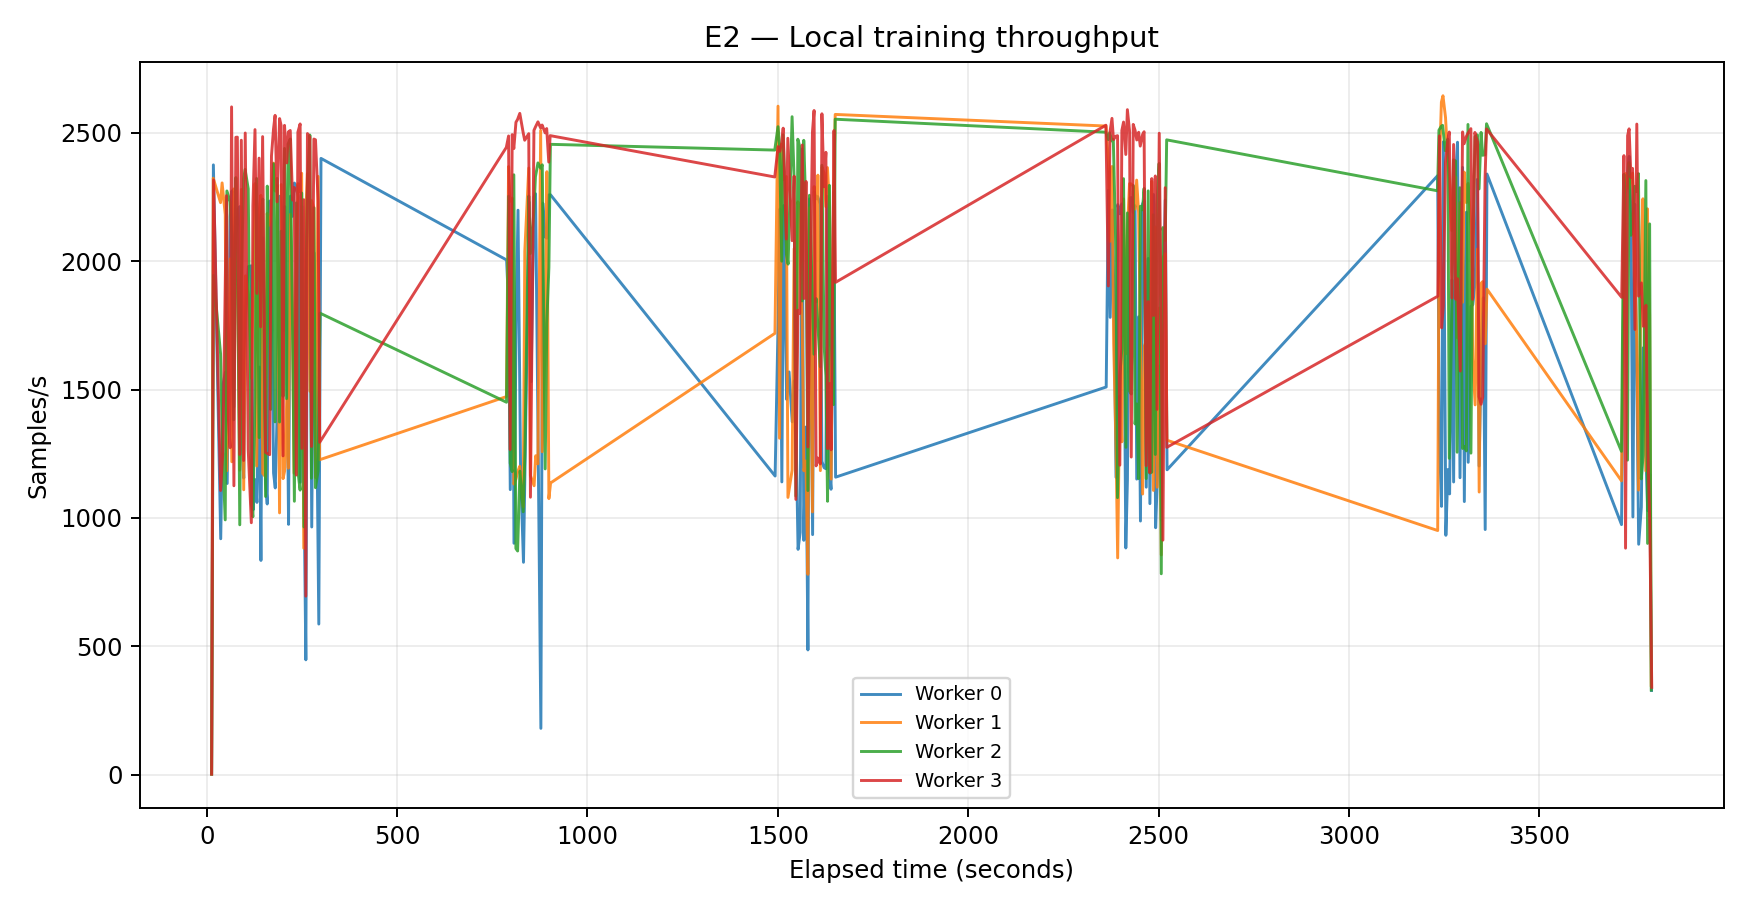 E2 — Local training throughput
Samples/s
2500
2000
1500
1000
500
0
Worker 0
Worker 1
Worker 2
Worker 3
0 500 1000 1500 2000 2500 3000 3500
Elapsed time (seconds)